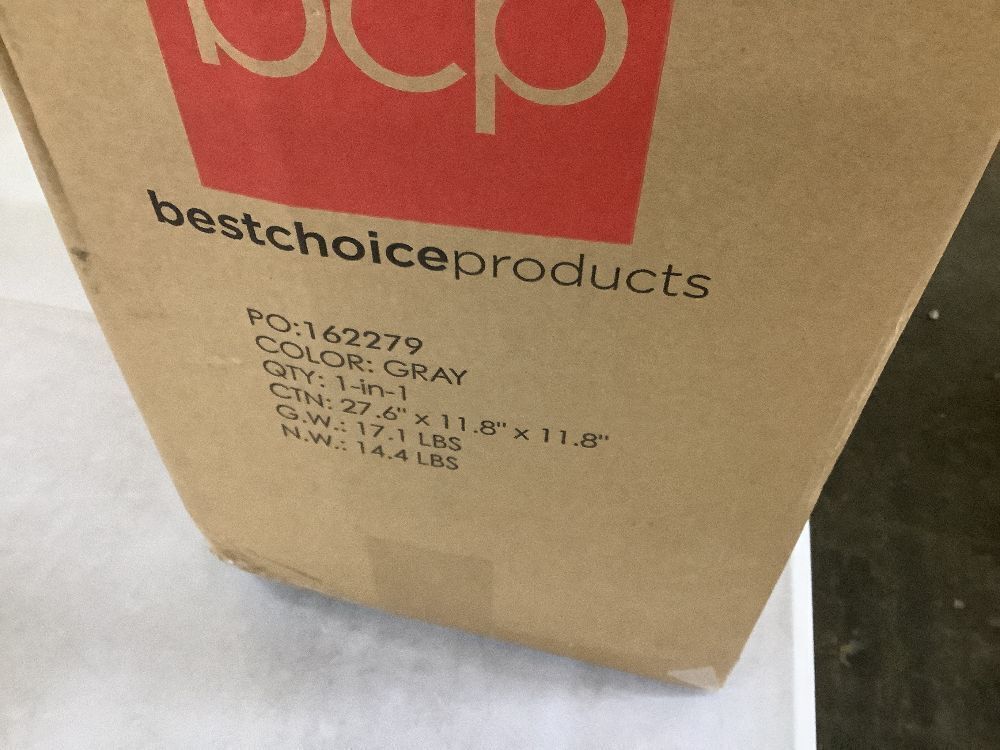 bcp
bestchoiceproducts
PO:162279
COLOR: GRAY
QTY: 1-in-1
CTN: 27.6" x 11.8" x 11.8"
G.W.: 17.1 LBS
N.W.: 14.4 LBS